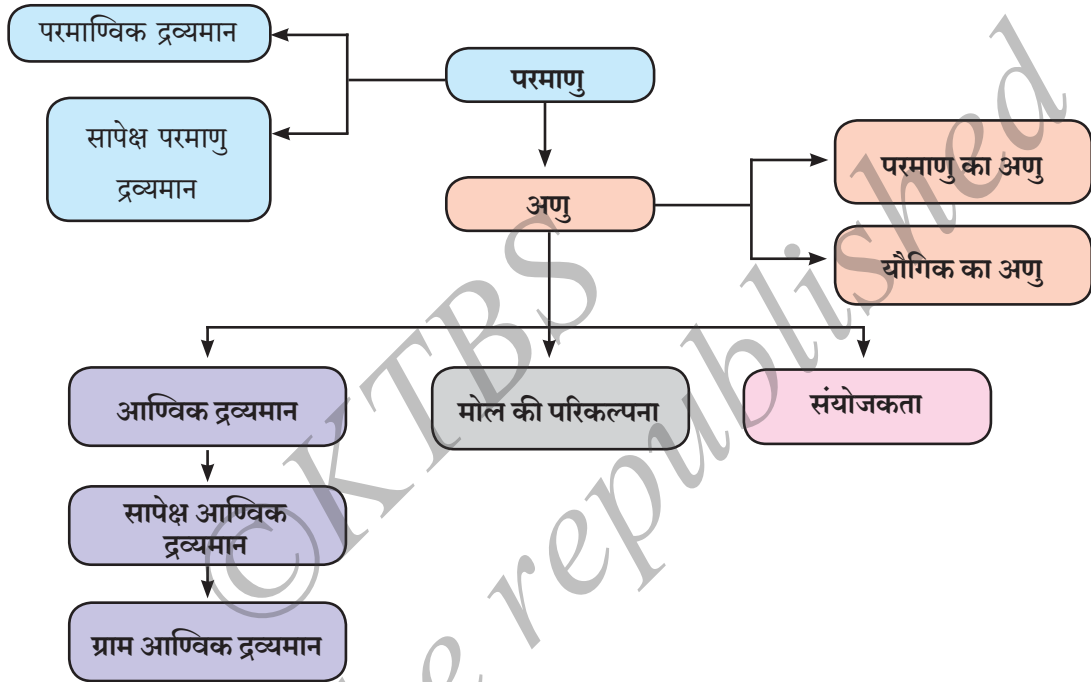 परमाण्विक द्रव्यमान
परमाणु
सापेक्ष परमाणु
द्रव्यमान
परमाणु का अणु
अणु
यौगिक का अणु
आण्विक द्रव्यमान
मोल की परिकल्पना
संयोजकता
सापेक्ष आण्विक
द्रव्यमान
ग्राम आण्विक द्रव्यमान
©KTBS
republished